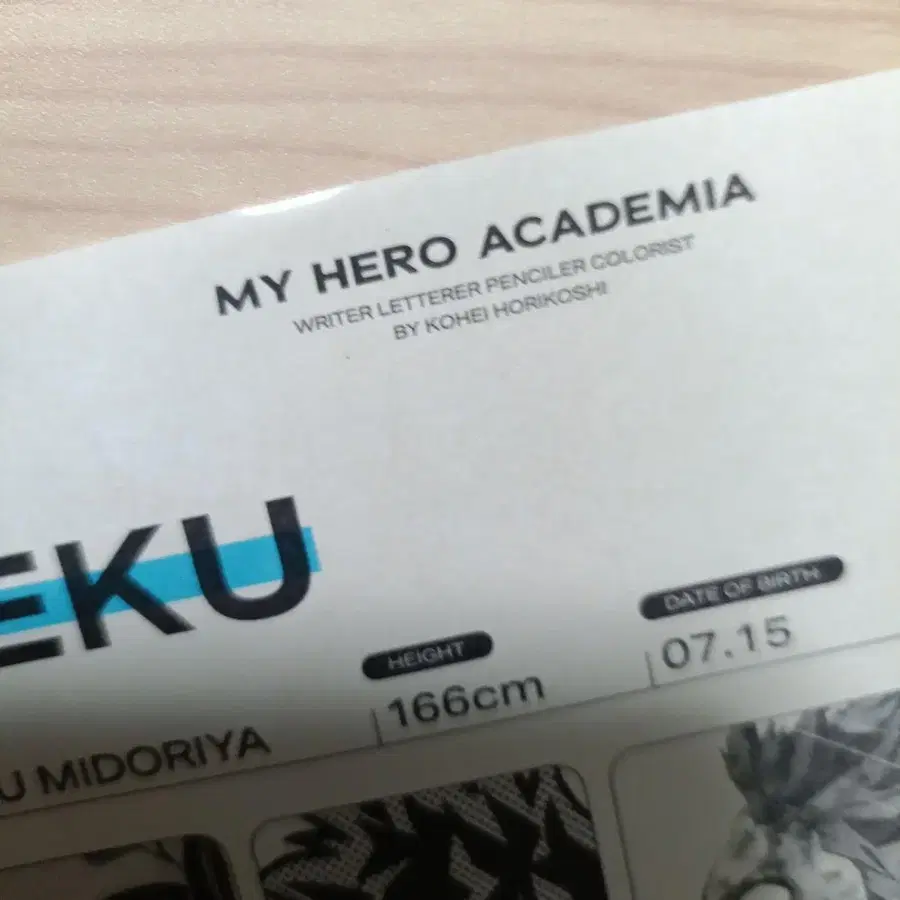 MY HERO ACADEMIA
WRITER LETTERER PENCILER COLORIST
BY KOHEI HORIKOSHI
EKU
HEIGHT
DATE OF BIRTH
U MIDORIYA
166cm
07.15